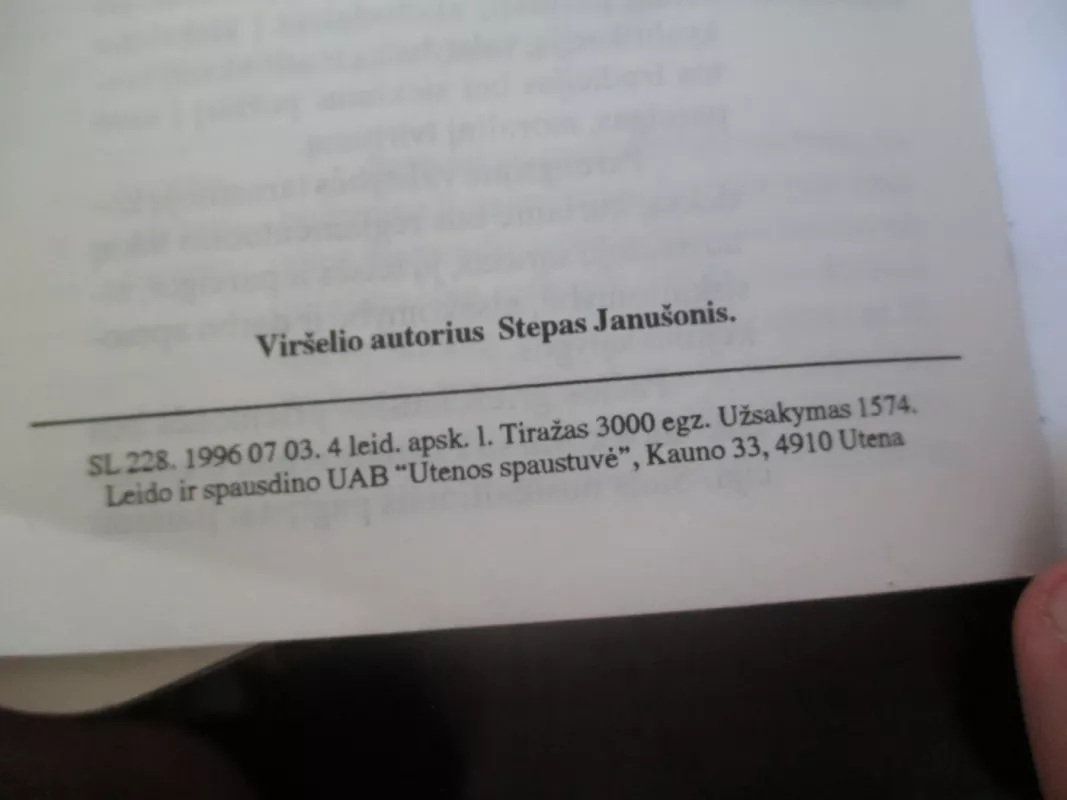 Viršelio autorius Stepas Janušonis.
SL 228. 1996 07 03. 4 leid. apsk. l. Tiražas 3000 egz. Užsakymas 1574.
Leido ir spausdino UAB “Utenos spaustuvė”, Kauno 33, 4910 Utena